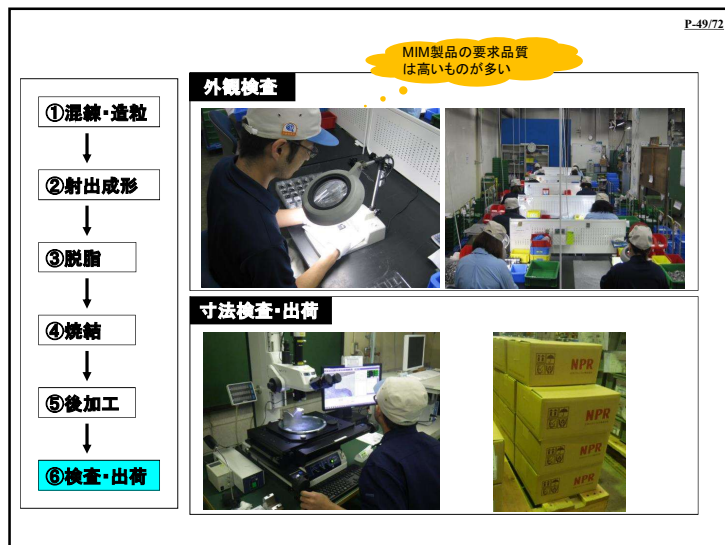 P-49/72
MIM製品の要求品質
は高いものが多い
①混練・造粒
②射出成形
③脱脂
④焼結
⑤後加工
⑥検査・出荷
外観検査
寸法検査・出荷
NPR
NPR
NPR
NPR